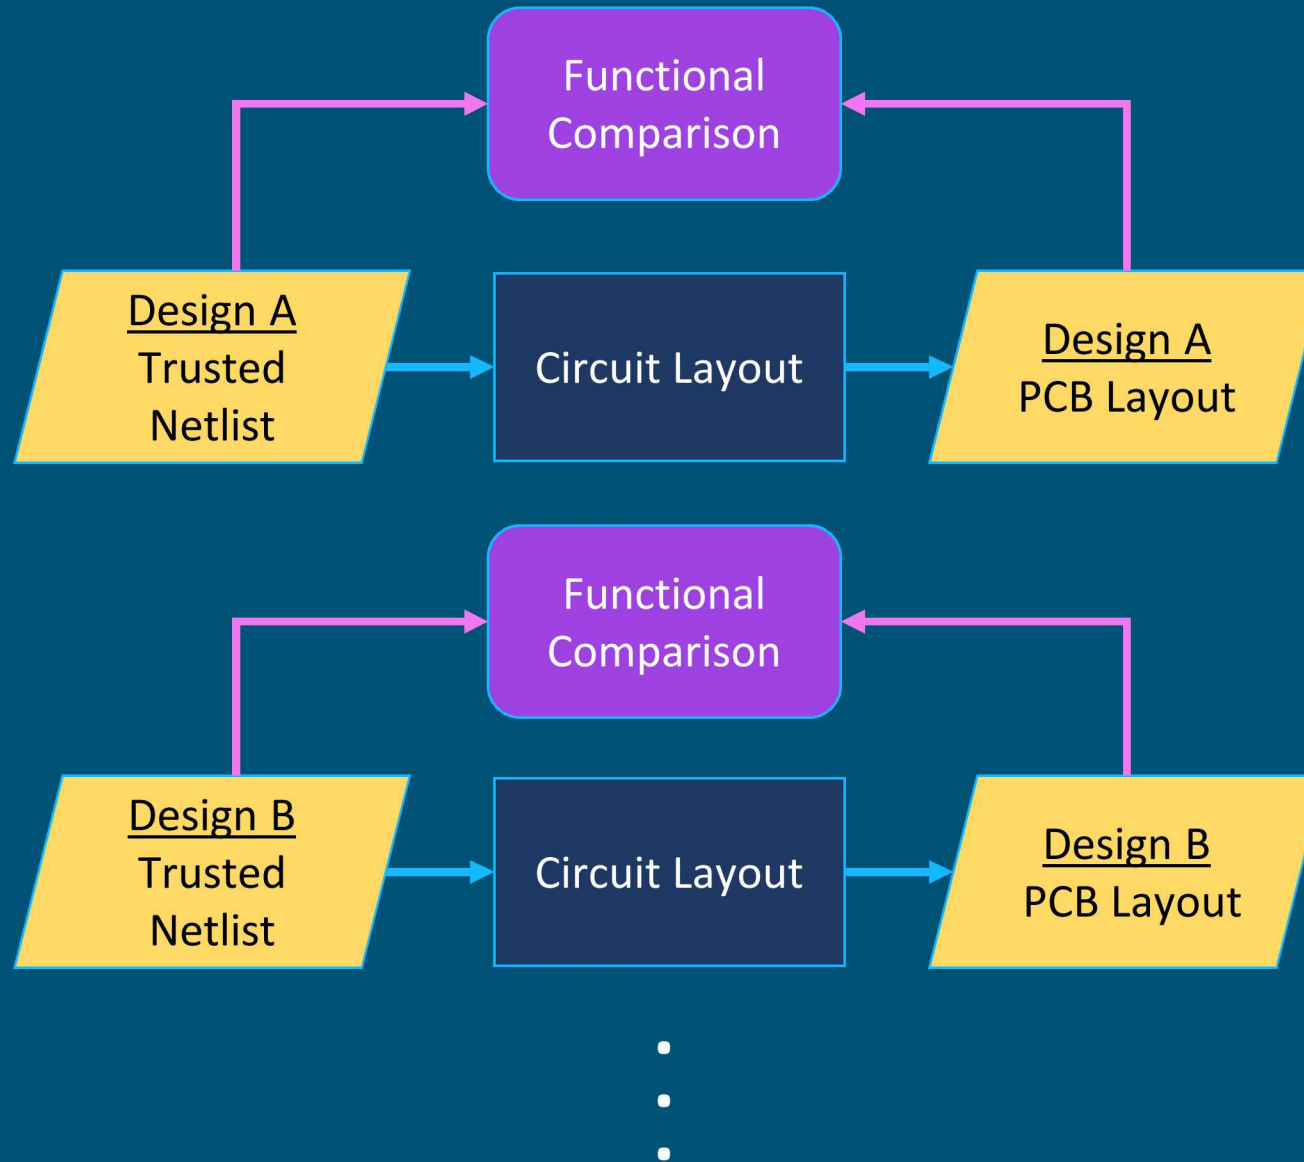 Functional
Comparison
Design A
Trusted
Netlist
Circuit Layout
Design A
PCB Layout
Functional
Comparison
Design B
Trusted
Netlist
Circuit Layout
Design B
PCB Layout